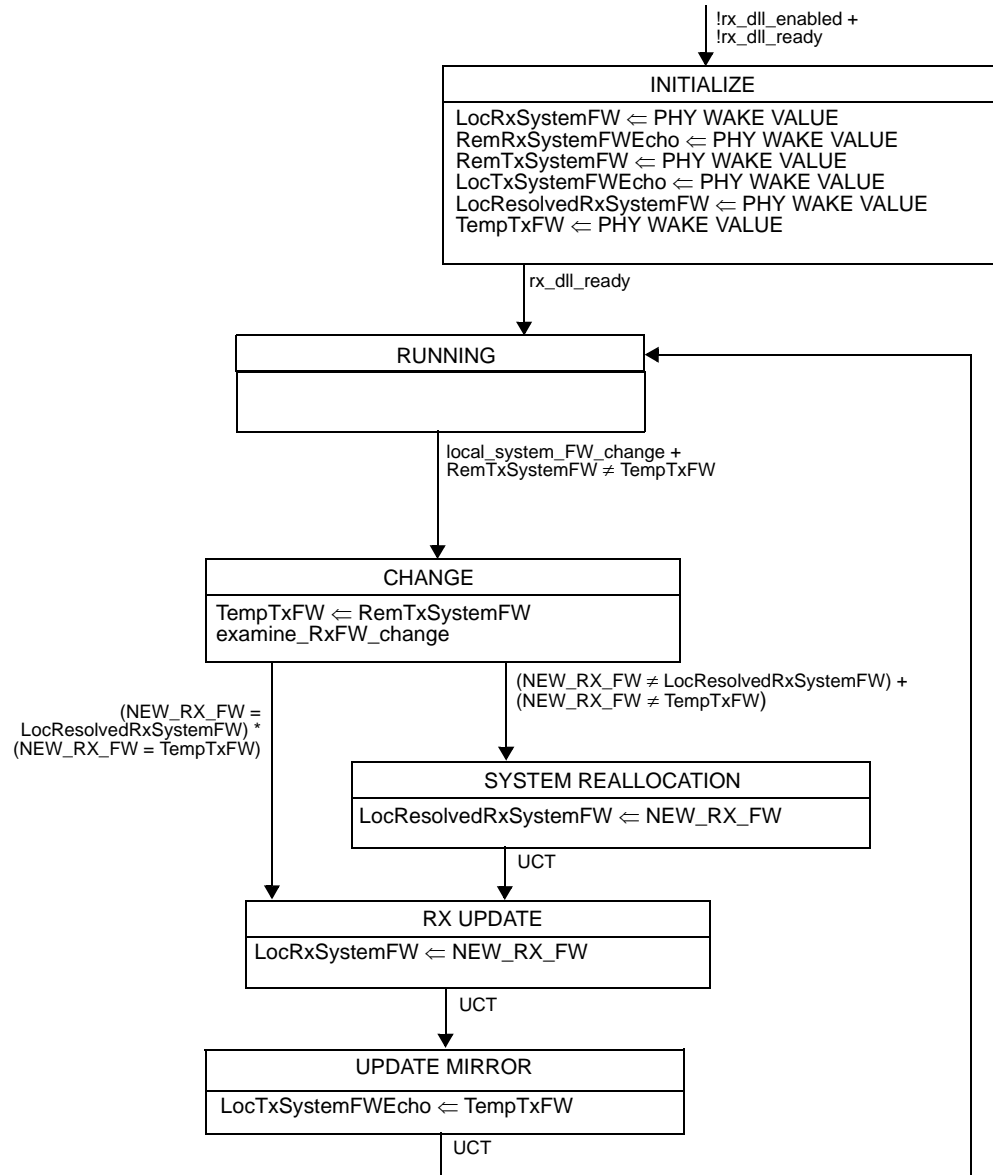 !rx_dll_enabled +
!rx_dll_ready
INITIALIZE
LocRxSystemFW ⇐ PHY WAKE VALUE
RemRxSystemFWEcho ⇐ PHY WAKE VALUE
RemTxSystemFW ⇐ PHY WAKE VALUE
LocTxSystemFWEcho ⇐ PHY WAKE VALUE
LocResolvedRxSystemFW ⇐ PHY WAKE VALUE
TempTxFW ⇐ PHY WAKE VALUE
rx_dll_ready
RUNNING
local_system_FW_change +
RemTxSystemFW ≠ TempTxFW
CHANGE
TempTxFW ⇐ RemTxSystemFW
examine_RxFW_change
(NEW_RX_FW =
LocResolvedRxSystemFW) *
(NEW_RX_FW = TempTxFW)
(NEW_RX_FW ≠ LocResolvedRxSystemFW) +
(NEW_RX_FW ≠ TempTxFW)
SYSTEM REALLOCATION
LocResolvedRxSystemFW ⇐ NEW_RX_FW
UCT
RX UPDATE
LocRxSystemFW ⇐ NEW_RX_FW
UCT
UPDATE MIRROR
LocTxSystemFWEcho ⇐ TempTxFW
UCT